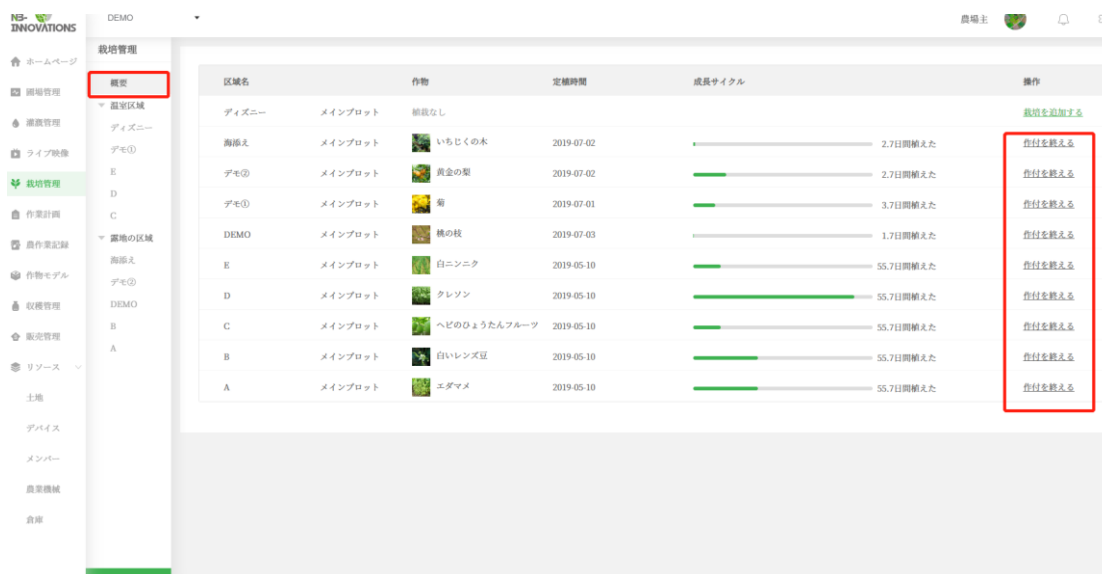 N3-
INNOVATIONS
DEMO
農場主
ホームページ
圃場管理
灌漑管理
ライブ映像
栽培管理
作業計画
農作業記録
作物モデル
収穫管理
販売管理
リソース
土地
デバイス
メンバー
農業機械
倉庫
栽培管理
概要
温室区域
ディズニー
デモ①
E
D
C
露地の区域
海添え
デモ②
DEMO
B
A
区域名 作物 定植時間 成長サイクル 操作
ディズニー メインプロット 植栽なし 栽培を追加する
海添え メインプロット いちじくの木 2019-07-02 2.7日間植えた 作付を終える
デモ② メインプロット 黄金の梨 2019-07-02 2.7日間植えた 作付を終える
デモ① メインプロット 菊 2019-07-01 3.7日間植えた 作付を終える
DEMO メインプロット 桃の枝 2019-07-03 1.7日間植えた 作付を終える
E メインプロット 白ニンニク 2019-05-10 55.7日間植えた 作付を終える
D メインプロット クレソン 2019-05-10 55.7日間植えた 作付を終える
C メインプロット ヘビのひょうたんフルーツ 2019-05-10 55.7日間植えた 作付を終える
B メインプロット 白いレンズ豆 2019-05-10 55.7日間植えた 作付を終える
A メインプロット エダマメ 2019-05-10 55.7日間植えた 作付を終える